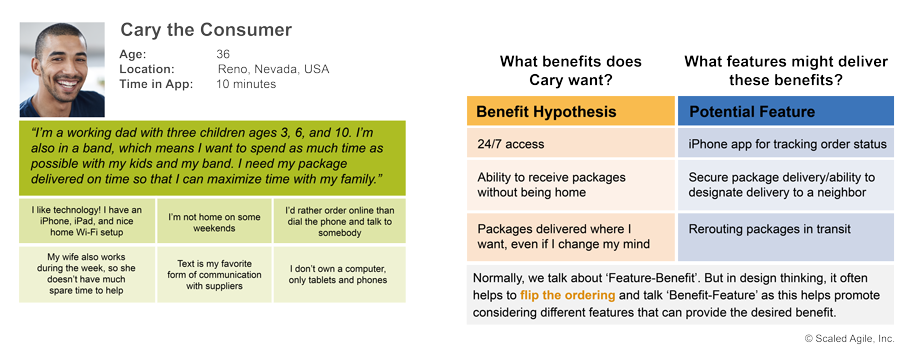 Cary the Consumer
Age: 36
Location: Reno, Nevada, USA
Time in App: 10 minutes
“I’m a working dad with three children ages 3, 6, and 10. I’m
also in a band, which means I want to spend as much time as
possible with my kids and my band. I need my package
delivered on time so that I can maximize time with my family.”
I like technology! I have an
iPhone, iPad, and nice
home Wi-Fi setup
I’m not home on some
weekends
I’d rather order online than
dial the phone and talk to
somebody
My wife also works
during the week, so she
doesn’t have much
spare time to help
Text is my favorite
form of communication
with suppliers
I don’t own a computer,
only tablets and phones
What benefits does
Cary want?
What features might deliver
these benefits?
Benefit Hypothesis
Potential Feature
24/7 access
iPhone app for tracking order status
Ability to receive packages
without being home
Secure package delivery/ability to
designate delivery to a neighbor
Packages delivered where I
want, even if I change my mind
Rerouting packages in transit
Normally, we talk about ‘Feature-Benefit’. But in design thinking, it often
helps to flip the ordering and talk ‘Benefit-Feature’ as this helps promote
considering different features that can provide the desired benefit.
© Scaled Agile, Inc.